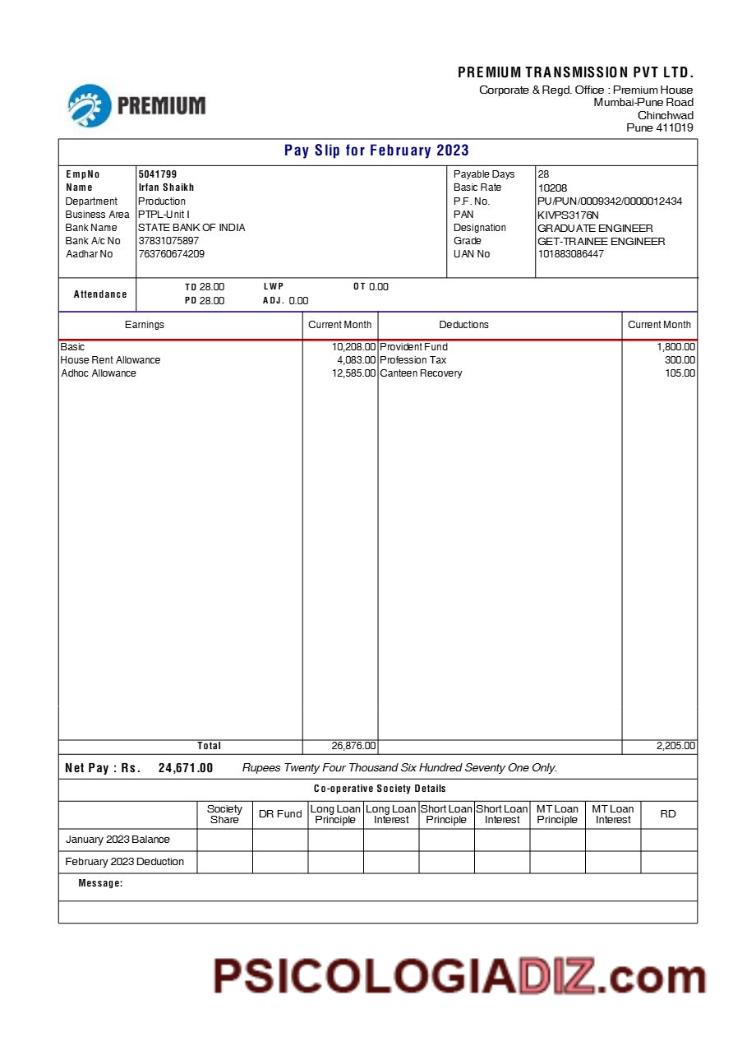 PREMIUM TRANSMISSION PVT LTD.
Corporate & Regd. Office : Premium House
Mumbai-Pune Road
Chinchwad
Pune 411019
PREMIUM
Pay Slip for February 2023
EmpNo 5041799 Payable Days 28
Name Irfan Shaikh Basic Rate 10208
Department Production P.F. No. PU/PUN/0009342/0000012434
Business Area PTPL-Unit I PAN KIVPS3176N
Bank Name STATE BANK OF INDIA Designation GRADUATE ENGINEER
Bank A/c No 37831075897 Grade GET-TRAINEE ENGINEER
Aadhar No 763760674209 UAN No 101883086447
Attendance
TD 28.00 LWP OT 0.00
PD 28.00 ADJ. 0.00
Earnings Current Month Deductions Current Month
Basic 10,208.00 Provident Fund 1,800.00
House Rent Allowance 4,083.00 Profession Tax 300.00
Adhoc Allowance 12,585.00 Canteen Recovery 105.00
Total 26,876.00 2,205.00
Net Pay : Rs. 24,671.00 Rupees Twenty Four Thousand Six Hundred Seventy One Only.
Co-operative Society Details
Society Share DR Fund Long Loan Principle Long Loan Interest Short Loan Principle Short Loan Interest MT Loan Principle MT Loan Interest RD
January 2023 Balance
February 2023 Deduction
Message:
PSICOLOGIADIZ.com